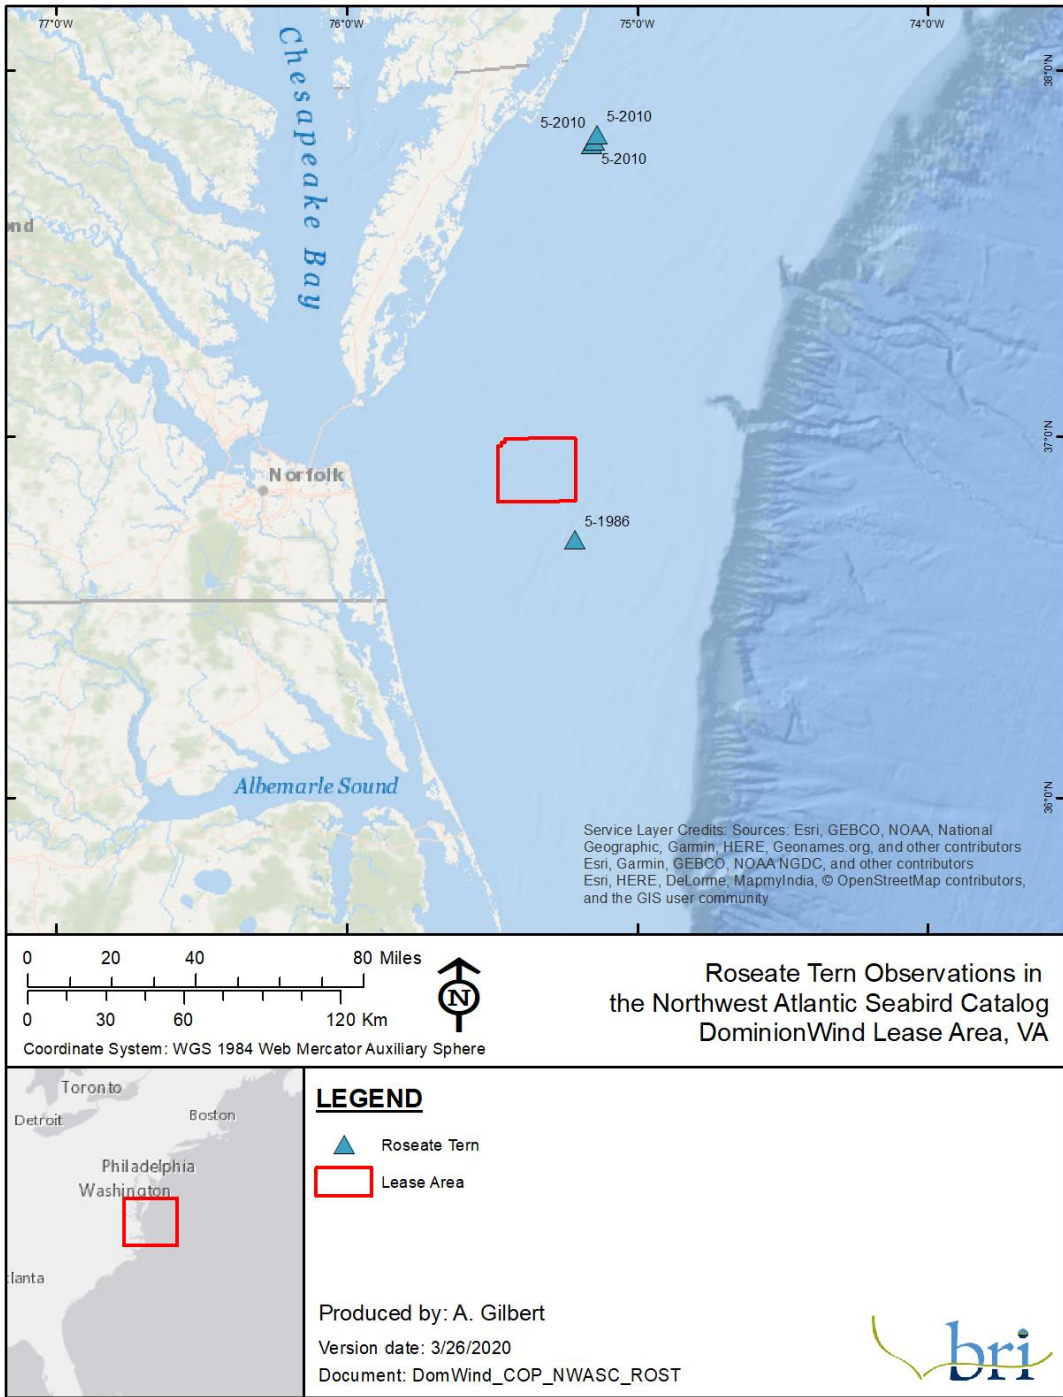 77°0'W 76°0'W 75°0'W 74°0'W
38°0'N
Chesapeake Bay
5-2010
5-2010
5-2010
nd
37°0'N
Norfolk
5-1986
36°0'N
Albemarle Sound
Service Layer Credits: Sources: Esri, GEBCO, NOAA, National
Geographic, Garmin, HERE, Geonames.org, and other contributors
Esri, Garmin, GEBCO, NOAA NGDC, and other contributors
Esri, HERE, DeLorme, MapmyIndia, © OpenStreetMap contributors,
and the GIS user community
0 20 40 80 Miles
0 30 60 120 Km
N
Coordinate System: WGS 1984 Web Mercator Auxiliary Sphere
Roseate Tern Observations in
the Northwest Atlantic Seabird Catalog
DominionWind Lease Area, VA
Toronto
Detroit
Boston
Philadelphia
Washington
lanta
LEGEND
Roseate Tern
Lease Area
Produced by: A. Gilbert
Version date: 3/26/2020
Document: DomWind_COP_NWASC_ROST
bri